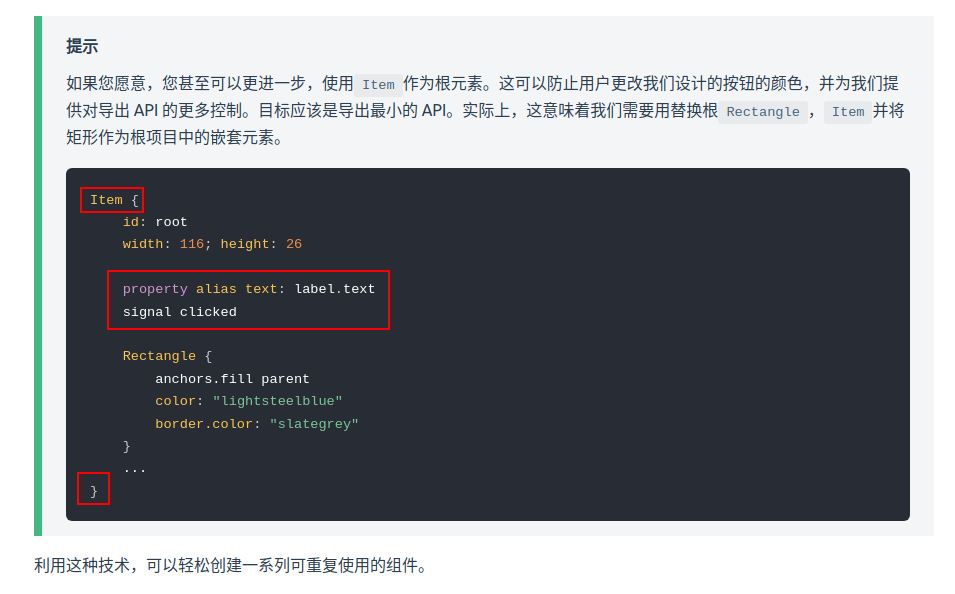 提示
如果您愿意，您甚至可以更进一步，使用 Item 作为根元素。这可以防止用户更改我们设计的按钮的颜色，并为我们提
供对导出 API 的更多控制。目标应该是导出最小的 API。实际上，这意味着我们需要用替换根 Rectangle ， Item 并将
矩形作为根项目中的嵌套元素。
Item {
    id: root
    width: 116; height: 26
    property alias text: label.text
    signal clicked
    Rectangle {
        anchors.fill parent
        color: "lightsteelblue"
        border.color: "slategrey"
    }
    ...
}
利用这种技术，可以轻松创建一系列可重复使用的组件。